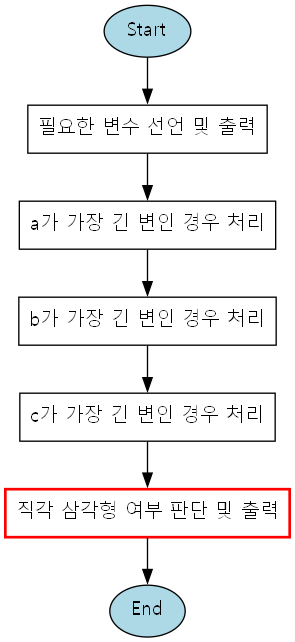 Start
필요한 변수 선언 및 출력
a가 가장 긴 변인 경우 처리
b가 가장 긴 변인 경우 처리
c가 가장 긴 변인 경우 처리
직각 삼각형 여부 판단 및 출력
End